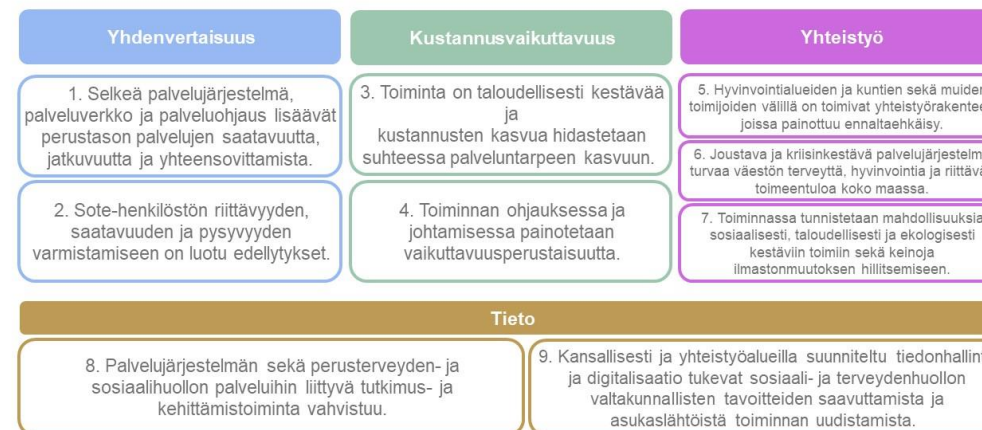 Yhdenvertaisuus
1. Selkeä palvelujärjestelmä,
palveluverkko ja palveluohjaus lisäävät
perustason palvelujen saatavuutta,
jatkuvuutta ja yhteensovittamista.
2. Sote-henkilöstön riittävyyden,
saatavuuden ja pysyvyyden
varmistamiseen on luotu edellytykset.
Kustannusvaikuttavuus
3. Toiminta on taloudellisesti kestävää
ja
kustannusten kasvua hidastetaan
suhteessa palveluntarpeen kasvuun.
4. Toiminnan ohjauksessa ja
johtamisessa painotetaan
vaikuttavuusperustaisuutta.
Yhteistyö
5. Hyvinvointialueiden ja kuntien sekä muiden
toimijoiden välillä on toimivat yhteistyörakentee
joissa painottuu ennaltaehkäisy.
6. Joustava ja kriisinkestävä palvelujärjestelm
turvaa väestön terveyttä, hyvinvointia ja riittävä
toimeentuloa koko maassa.
7. Toiminnassa tunnistetaan mahdollisuuksia
sosiaalisesti, taloudellisesti ja ekologisesti
kestäviin toimiin sekä keinoja
ilmastonmuutoksen hillitsemiseen.
Tieto
8. Palvelujärjestelmän sekä perusterveyden- ja
sosiaalihuollon palveluihin liittyvä tutkimus- ja
kehittämistoiminta vahvistuu.
9. Kansallisesti ja yhteistyöalueilla suunniteltu tiedonhallint
ja digitalisaatio tukevat sosiaali- ja terveydenhuollon
valtakunnallisten tavoitteiden saavuttamista ja
asukaslähtöistä toiminnan uudistamista.